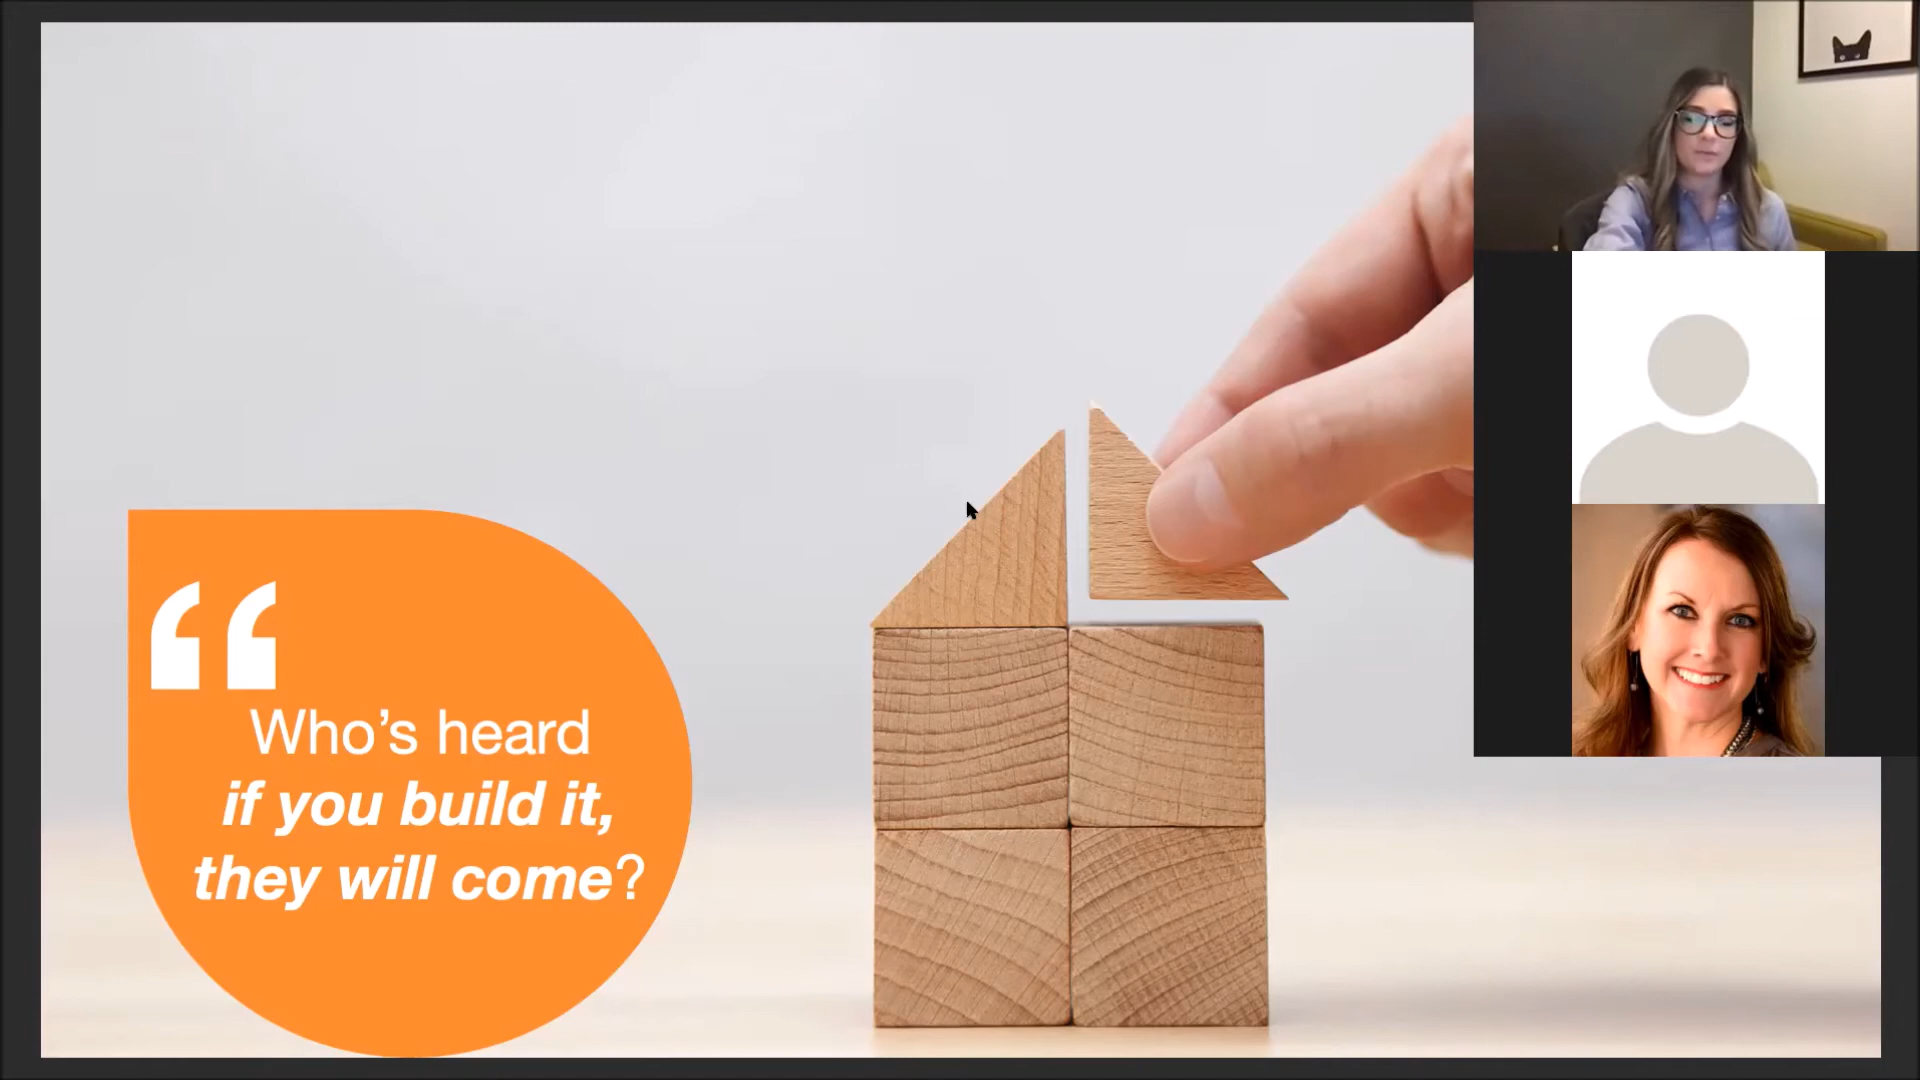 “
Who’s heard
if you build it,
they will come?